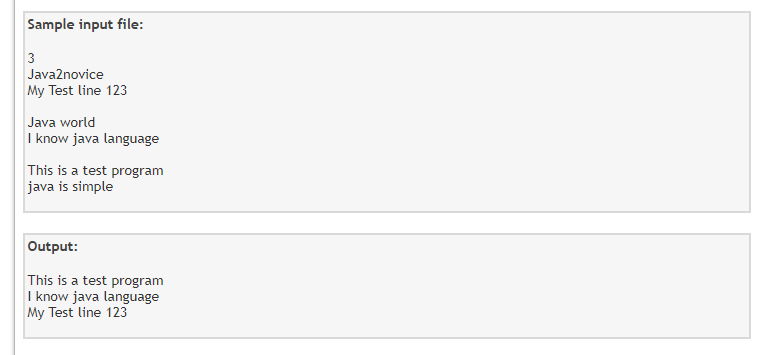 Sample input file:
3
Java2novice
My Test line 123
Java world
I know java language
This is a test program
java is simple
Output:
This is a test program
I know java language
My Test line 123